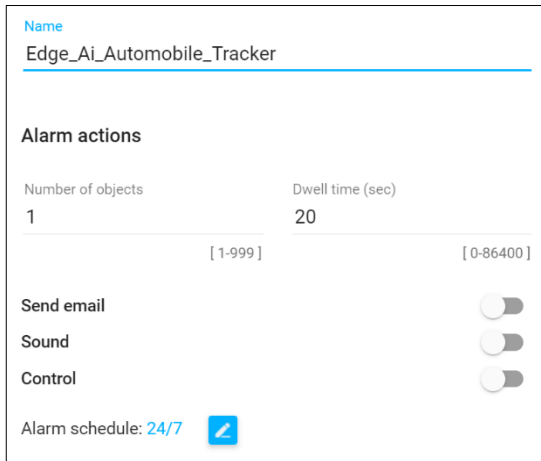 Name
Edge_Ai_Automobile_Tracker
Alarm actions
Number of objects Dwell time (sec)
1 20
[ 1-999 ] [ 0-86400 ]
Send email
Sound
Control
Alarm schedule: 24/7